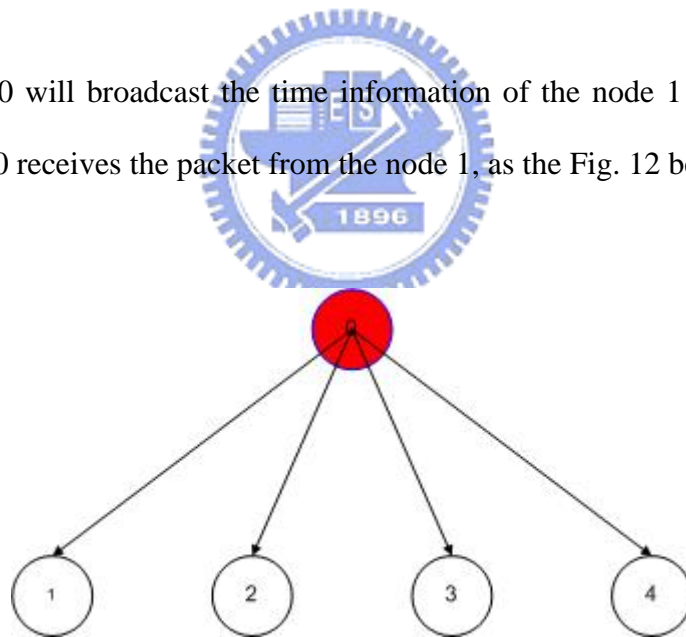 0 will broadcast the time information of the node 1
0 receives the packet from the node 1, as the Fig. 12 be
E S A
1896
0
1 2 3 4